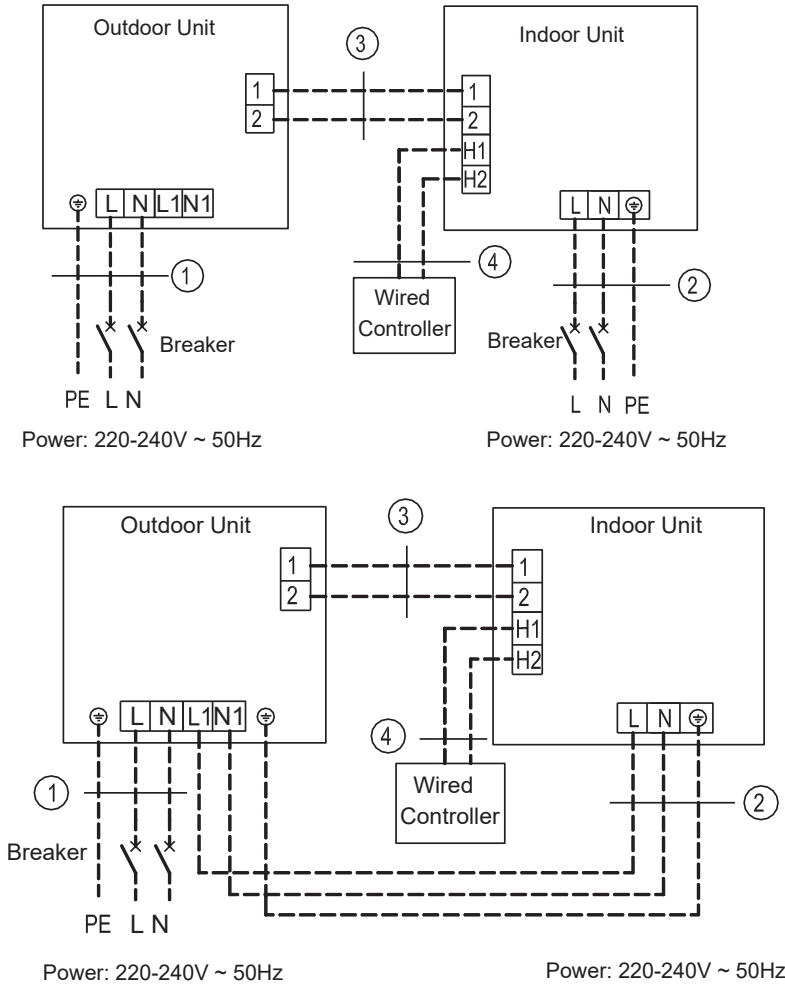 Outdoor Unit
Indoor Unit
3
1
2
1
2
H1
H2
L N L1 N1
L N
1
4
2
Wired
Controller
Breaker
Breaker
PE L N
L N PE
Power: 220-240V ~ 50Hz
Power: 220-240V ~ 50Hz
Outdoor Unit
Indoor Unit
3
1
2
1
2
H1
H2
L N L1 N1
L N
4
1
2
Wired
Controller
Breaker
PE L N
Power: 220-240V ~ 50Hz
Power: 220-240V ~ 50Hz